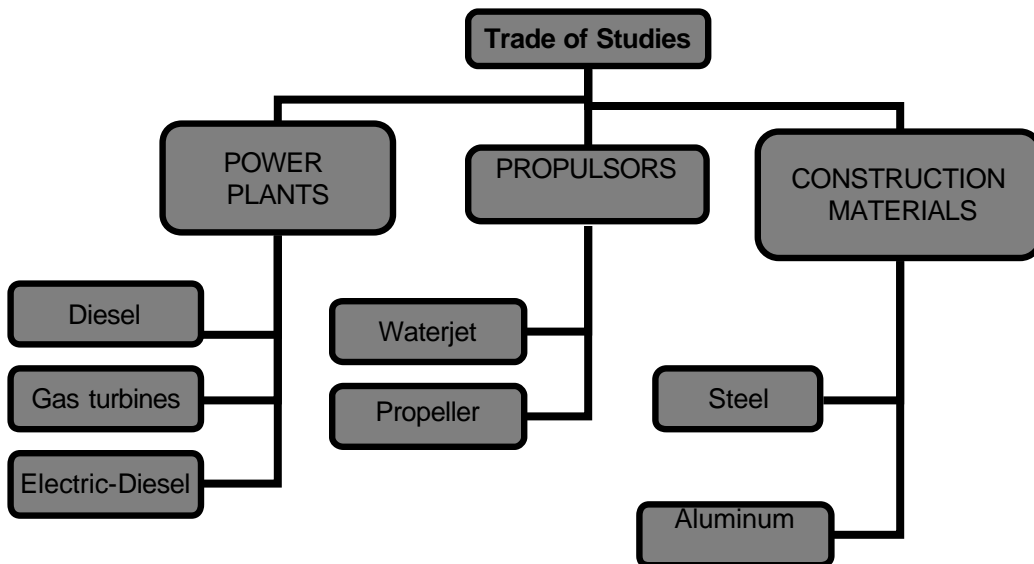 Trade of Studies
POWER
PLANTS
PROPULSORS
CONSTRUCTION
MATERIALS
Diesel
Gas turbines
Electric-Diesel
Waterjet
Propeller
Steel
Aluminum